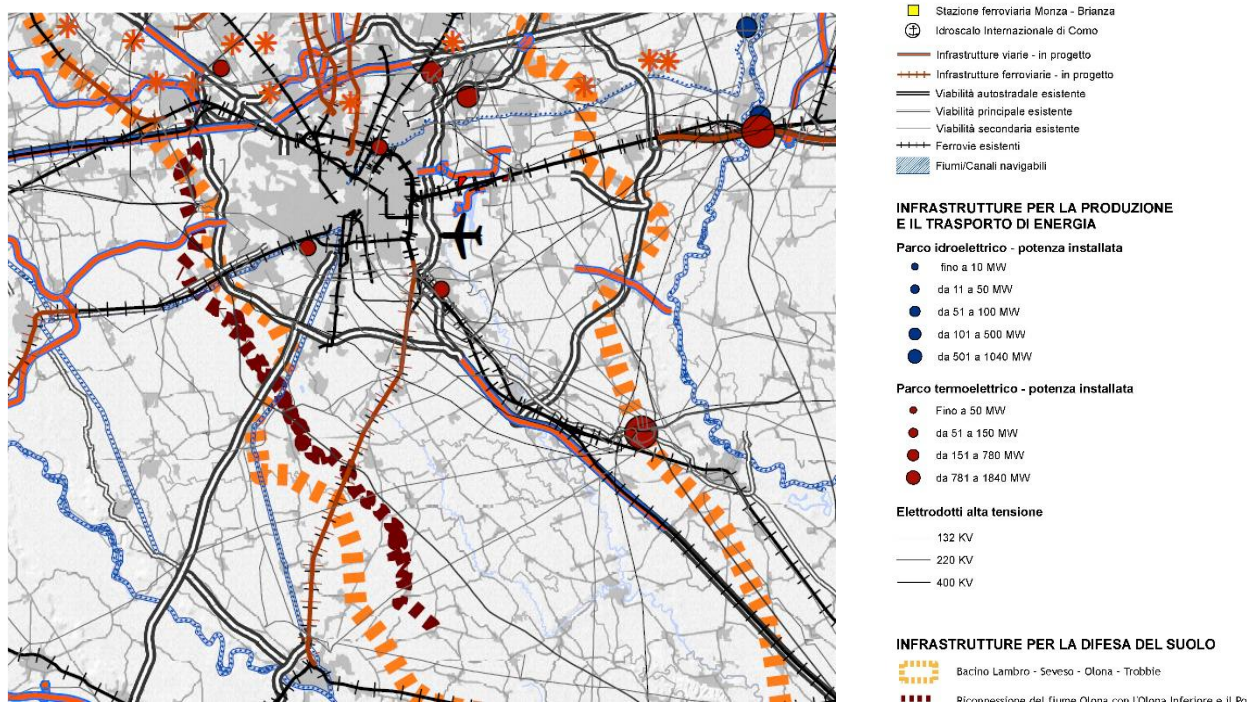 Stazione ferroviaria Monza - Brianza
Idroscalo Internazionale di Como
Infrastrutture viarie - in progetto
Infrastrutture ferroviarie - in progetto
Viabilità autostradale esistente
Viabilità principale esistente
Viabilità secondaria esistente
Ferrovie esistenti
Fiumi/Canali navigabili
INFRASTRUTTURE PER LA PRODUZIONE
E IL TRASPORTO DI ENERGIA
Parco idroelettrico - potenza installata
fino a 10 MW
da 11 a 50 MW
da 51 a 100 MW
da 101 a 500 MW
da 501 a 1040 MW
Parco termoelettrico - potenza installata
Fino a 50 MW
da 51 a 150 MW
da 151 a 780 MW
da 781 a 1840 MW
Elettrodotti alta tensione
132 KV
220 KV
400 KV
INFRASTRUTTURE PER LA DIFESA DEL SUOLO
Bacino Lambro - Seveso - Olona - Trobbie
Riconnessione del fiume Olona con l'Olona Inferiore e il Po